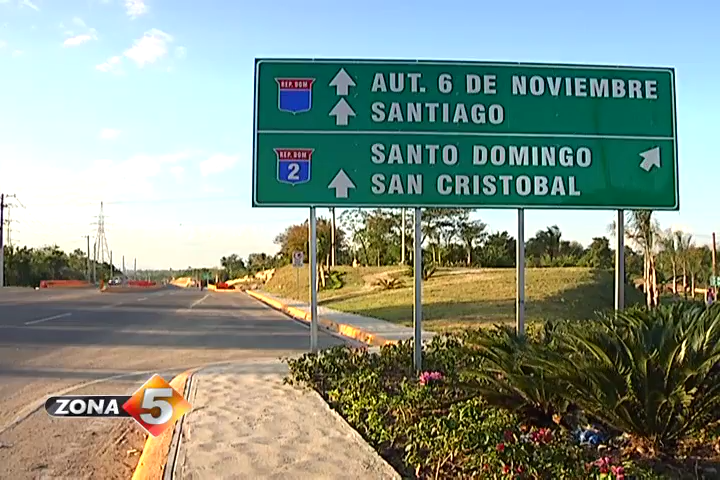 REP. DOM
AUT. 6 DE NOVIEMBRE
SANTIAGO
REP. DOM
2
SANTO DOMINGO
SAN CRISTOBAL
ZONA 5